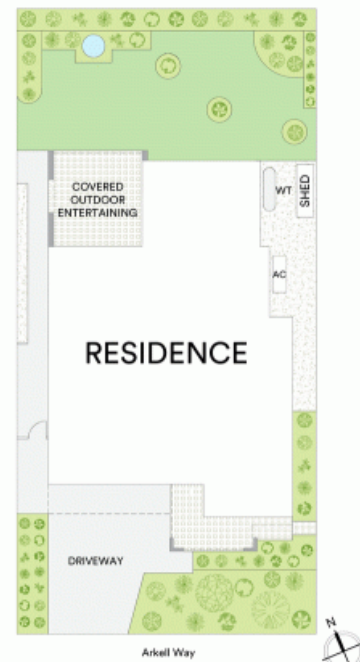 COVERED
OUTDOOR
ENTERTAINING
WT
SHED
AC
RESIDENCE
DRIVEWAY
Arkell Way
N